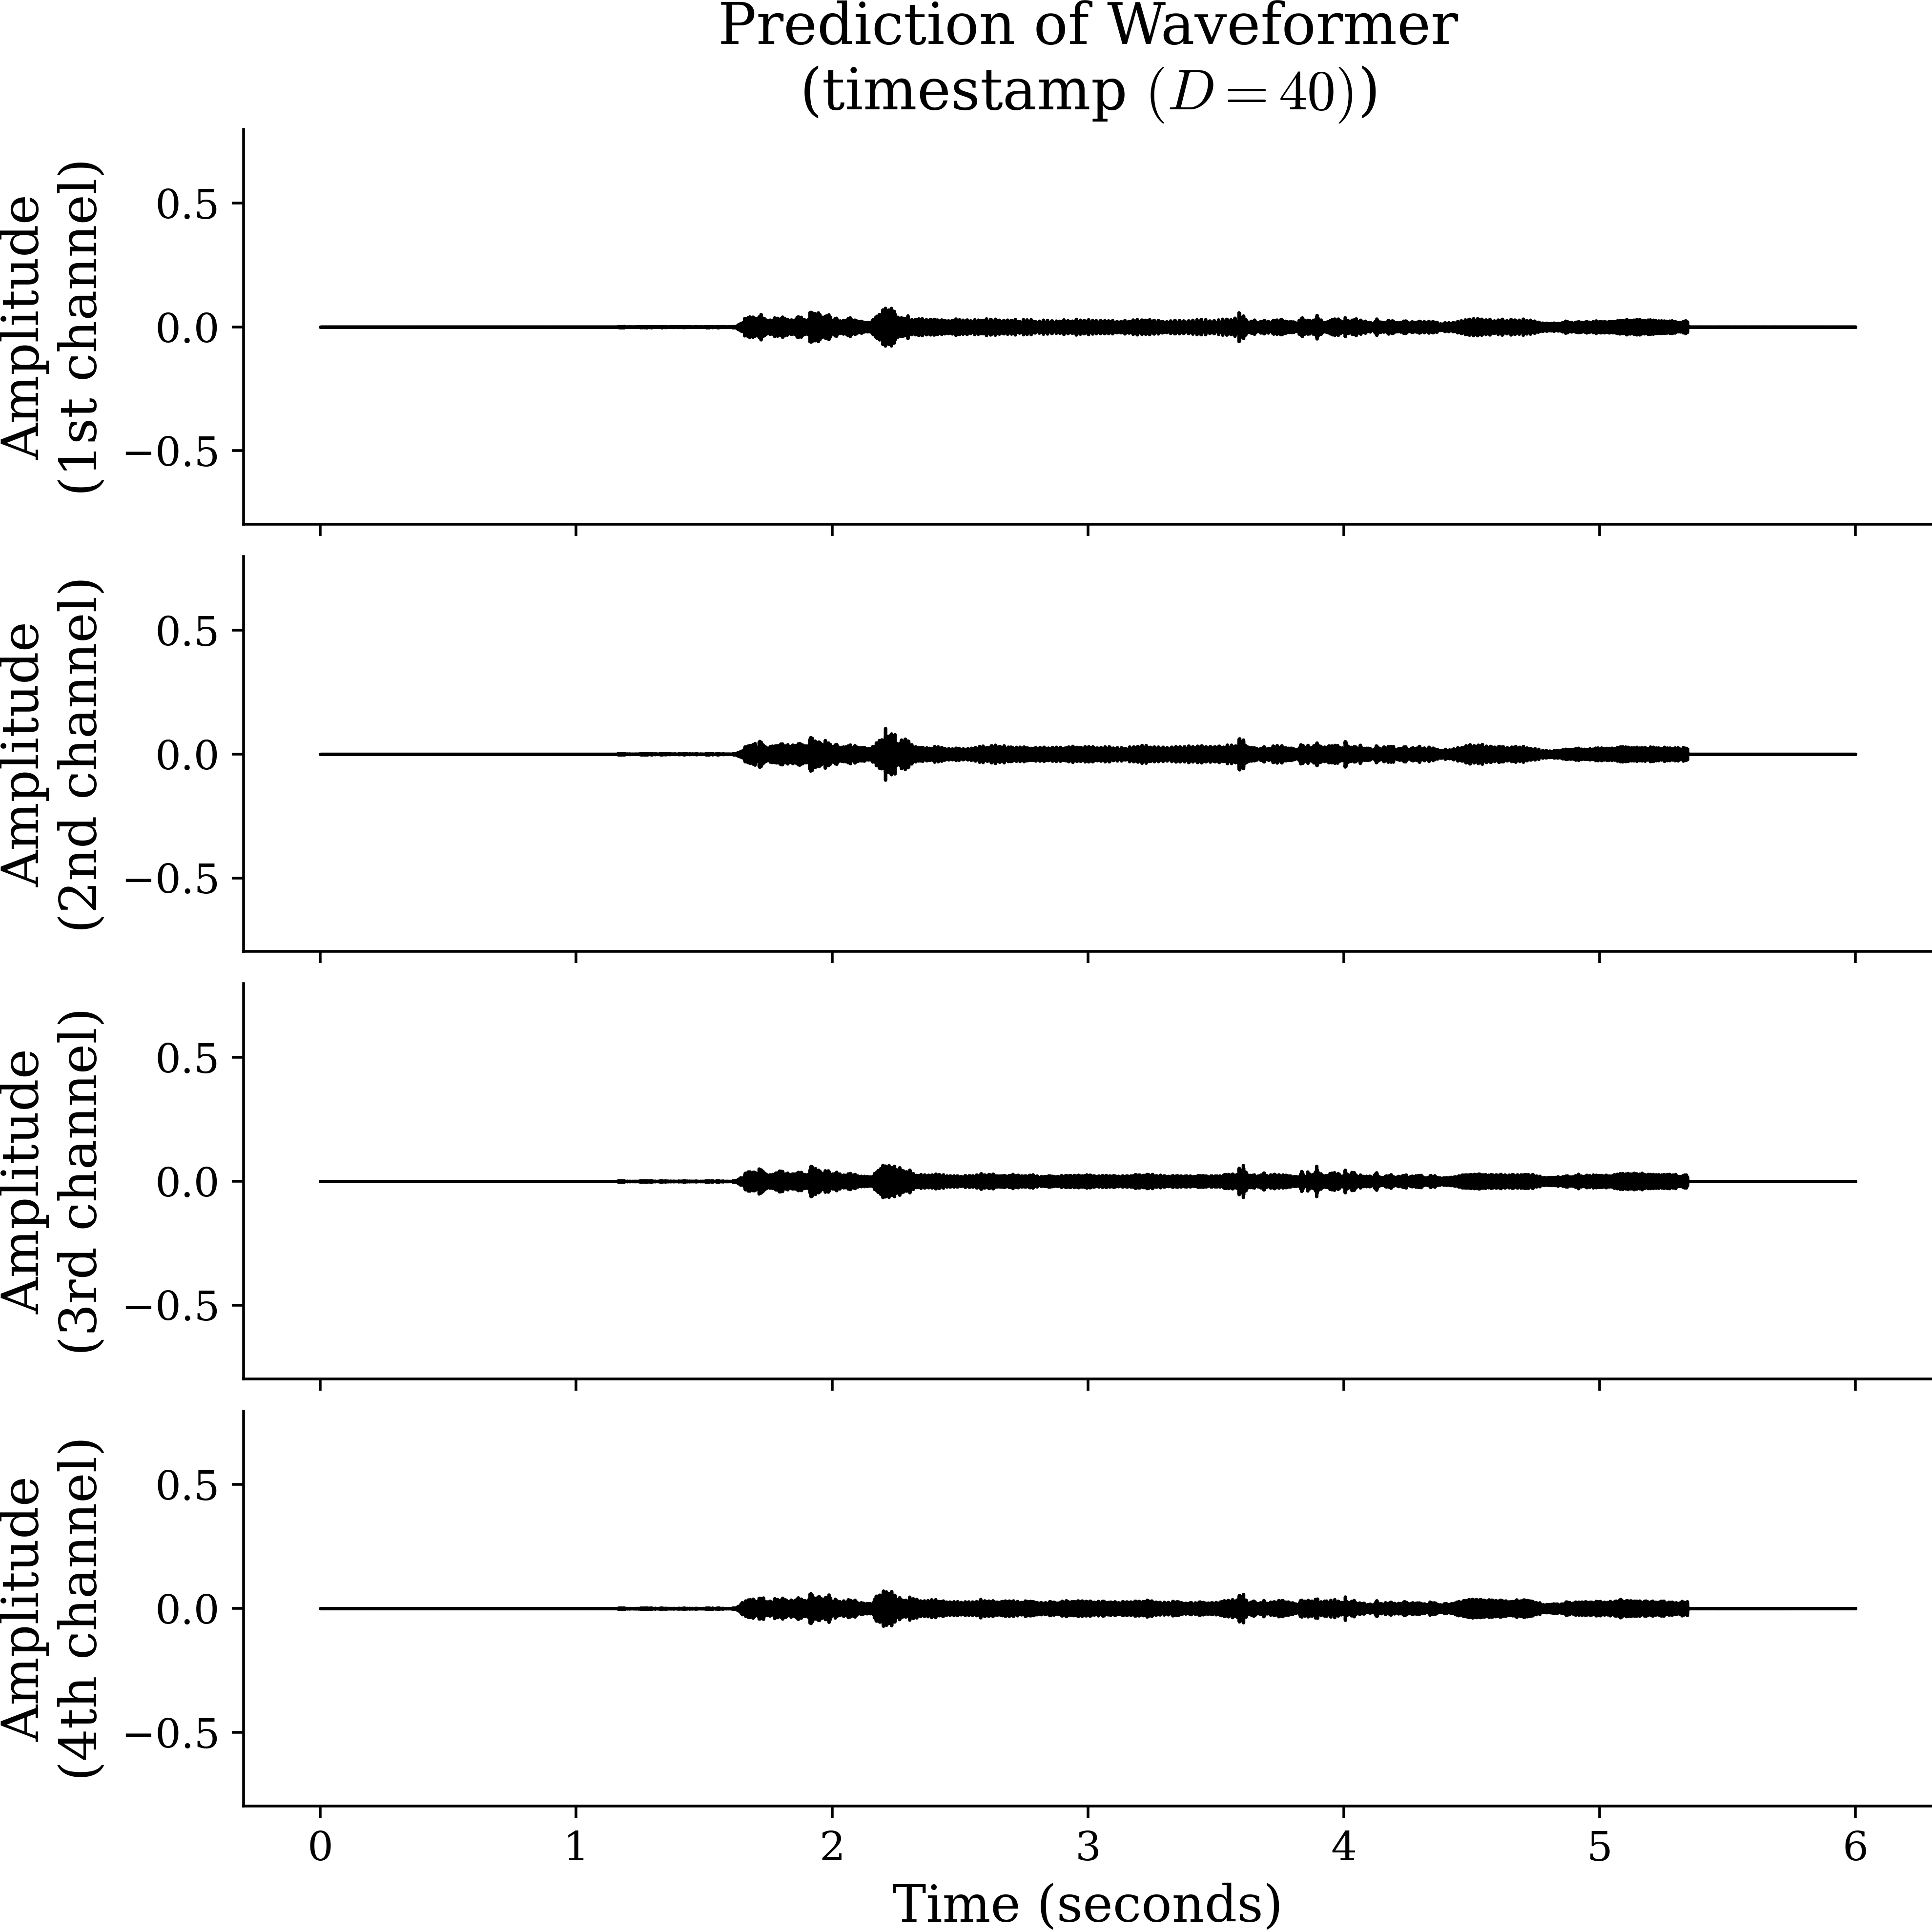 Prediction of Waveformer
(timestamp (D = 40))
Amplitude
(1st channel)
0.5
0.0
−0.5
Amplitude
(2nd channel)
0.5
0.0
−0.5
Amplitude
(3rd channel)
0.5
0.0
−0.5
Amplitude
(4th channel)
0.5
0.0
−0.5
0 1 2 3 4 5 6
Time (seconds)